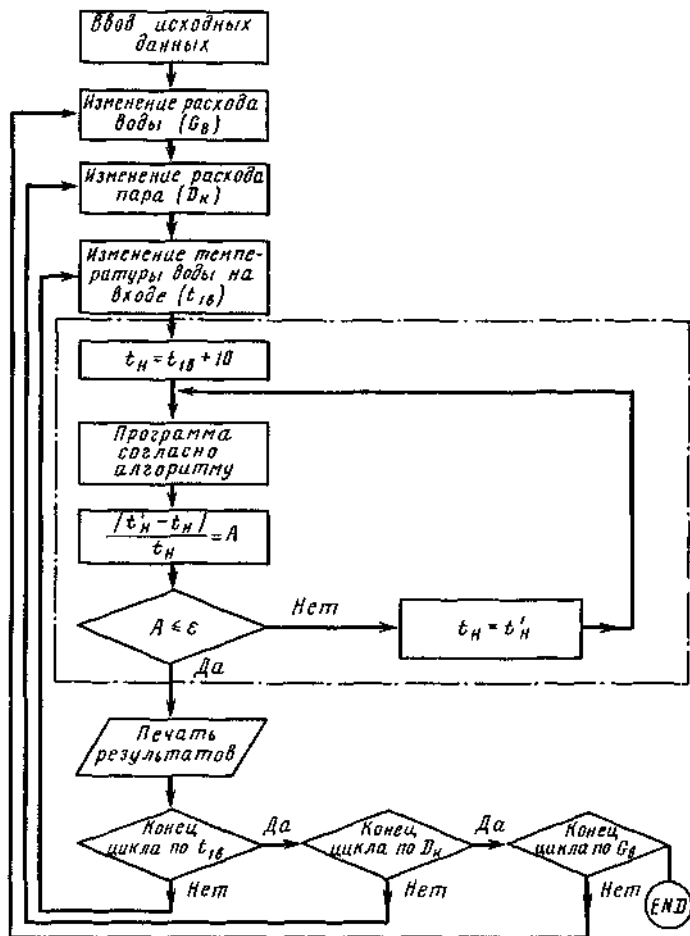 Ввод исходных
данных
Изменение расхода
воды (Gв)
Изменение расхода
пара (Dк)
Изменение темпе-
ратуры воды на
входе (t1в)
tн = t1в + 10
Программа
согласно
алгоритму
|t'н - tн|
tн
= A
A ≤ ε
Нет
tн = t'н
Да
Печать
результатов
Конец
цикла по t1в
Да
Конец
цикла по Dк
Да
Конец
цикла по Gв
Нет
Нет
Нет
END